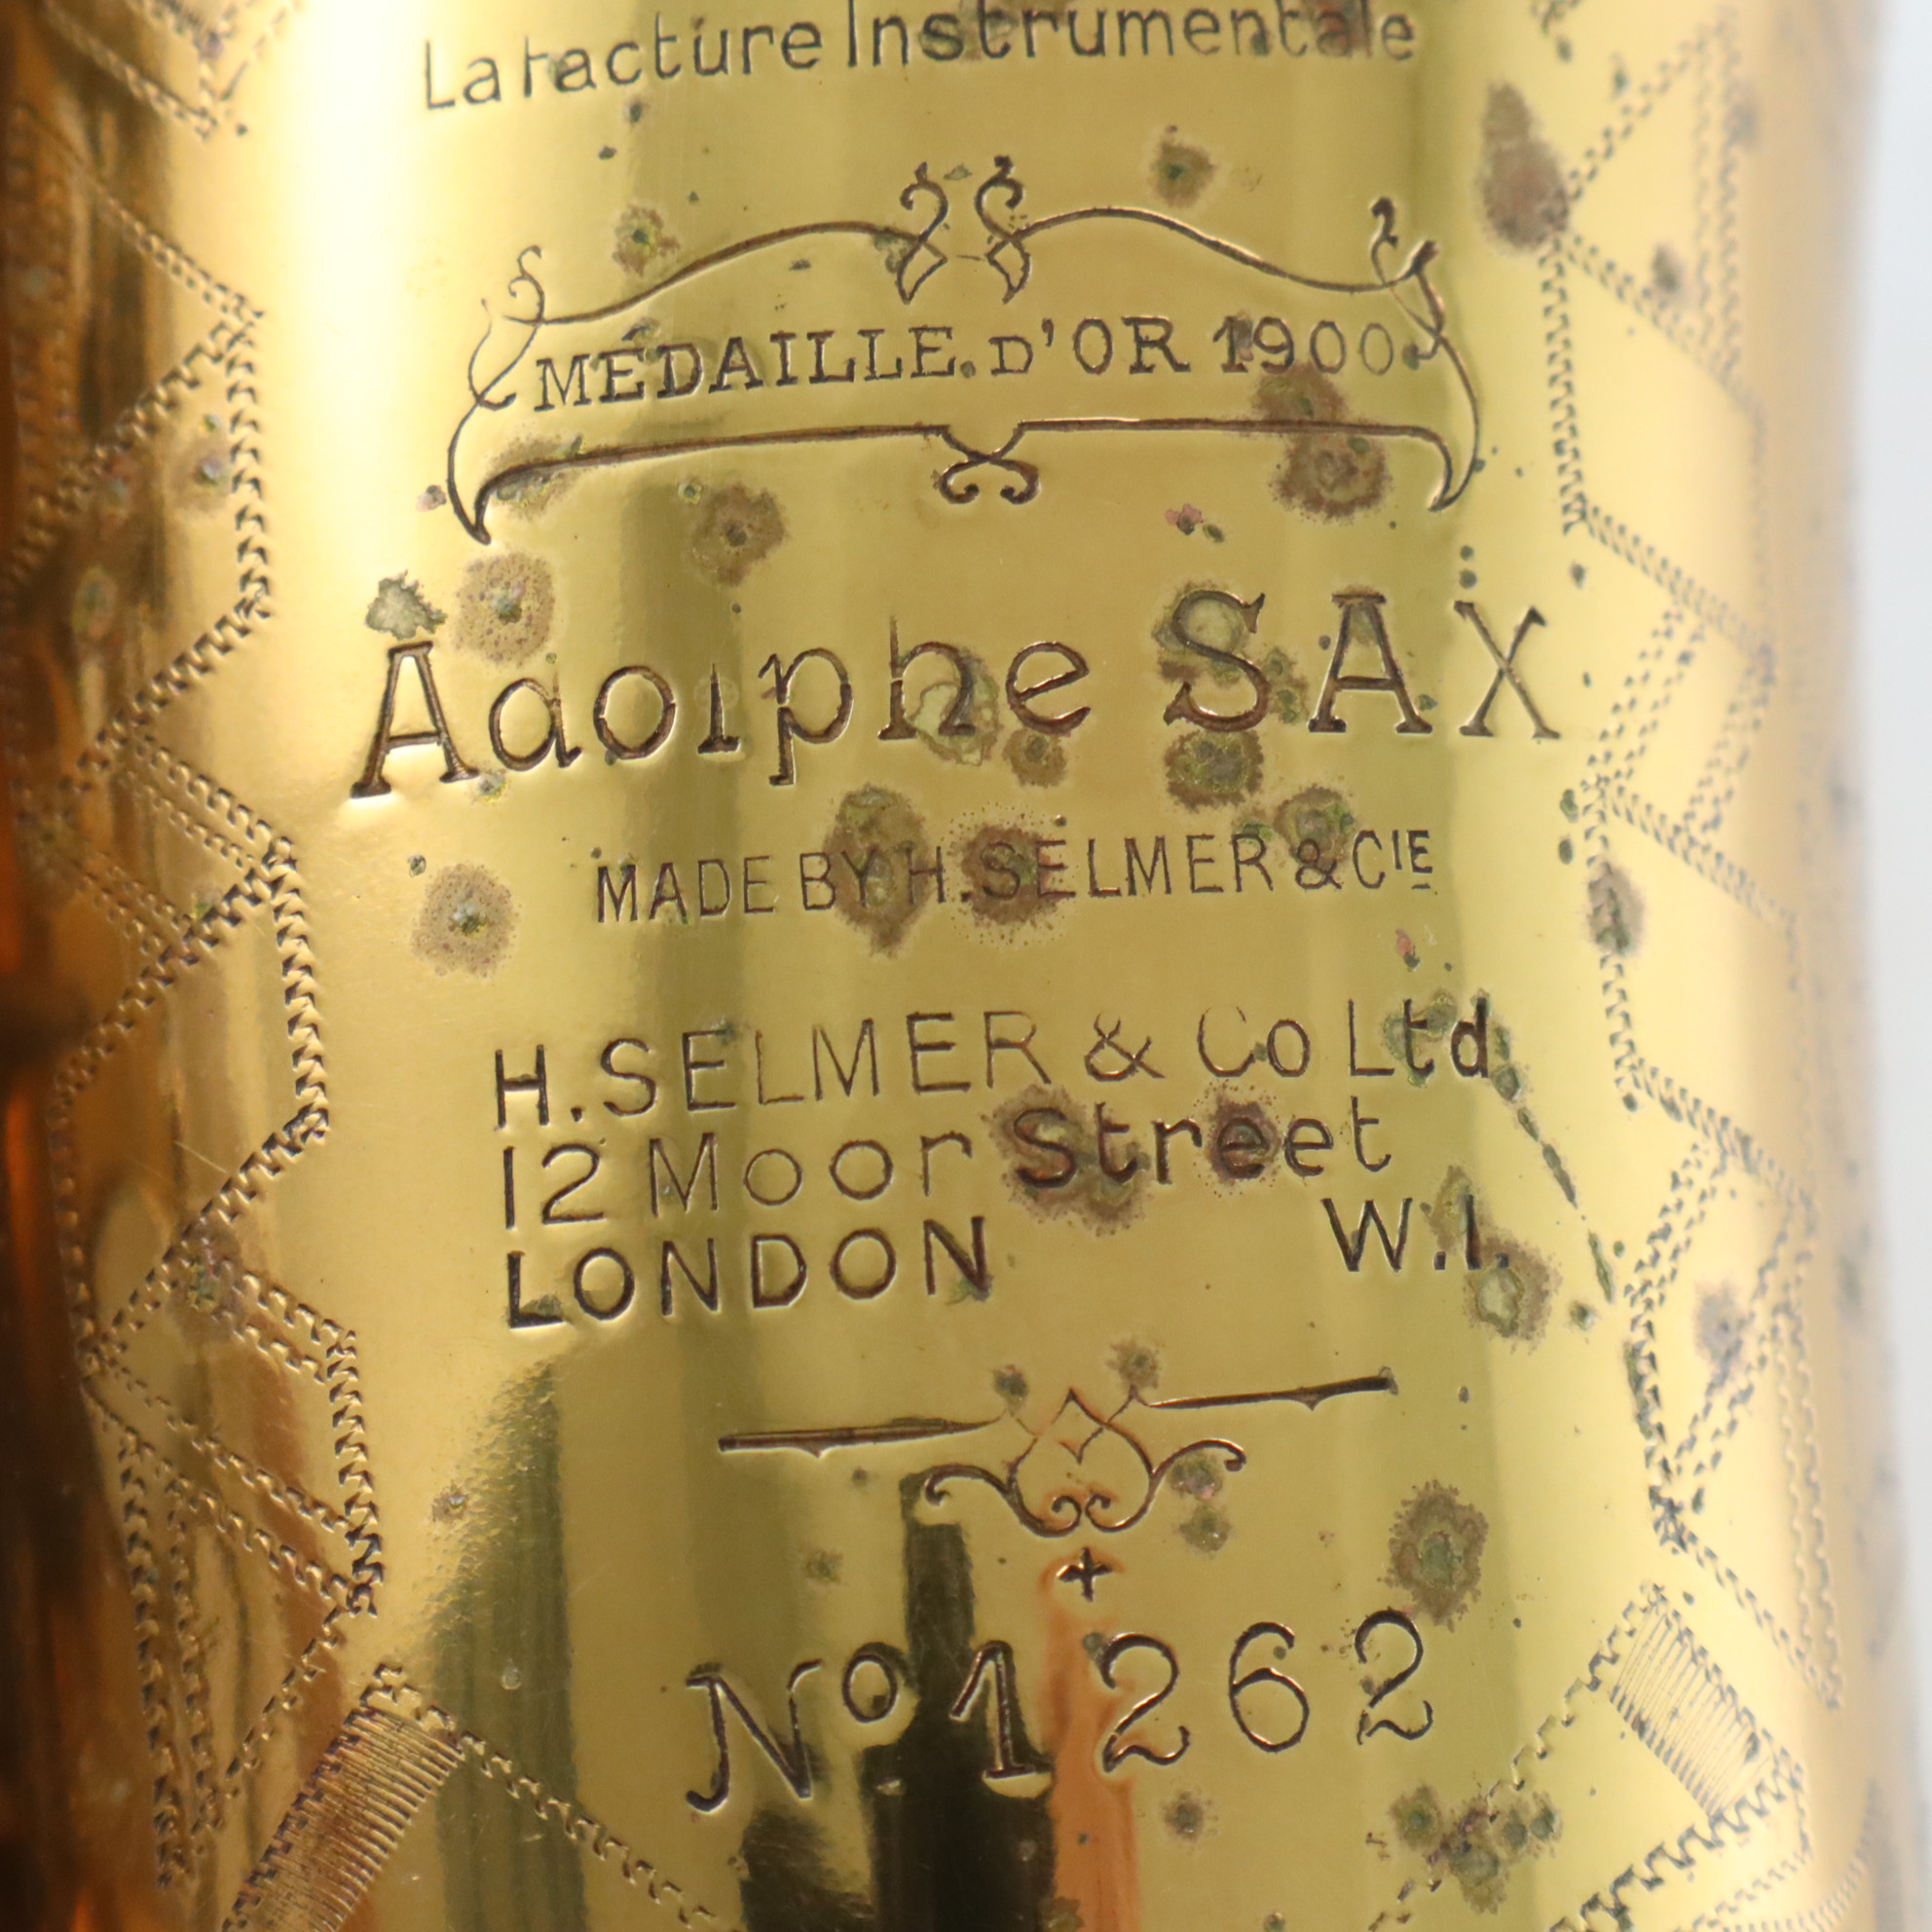 La Facture Instrumentale
MÉDAILLE.D'OR 1900
Adolphe SAX
MADE BY H.SELMER & CIE
H.SELMER & Co Ltd
12 Moor Street
LONDON W.1.
No 1262